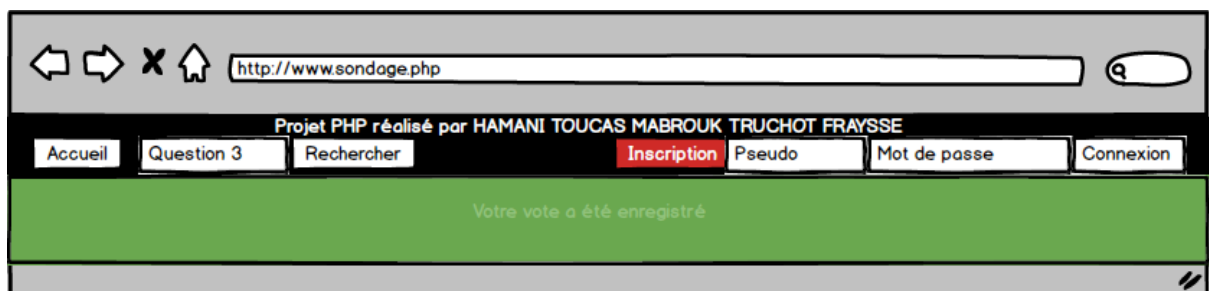 http://www.sondage.php
Projet PHP réalisé par HAMANI TOUCAS MABROUK TRUCHOT FRAYSSE
Accueil Question 3 Rechercher Inscription Pseudo Mot de passe Connexion
Votre vote a été enregistré